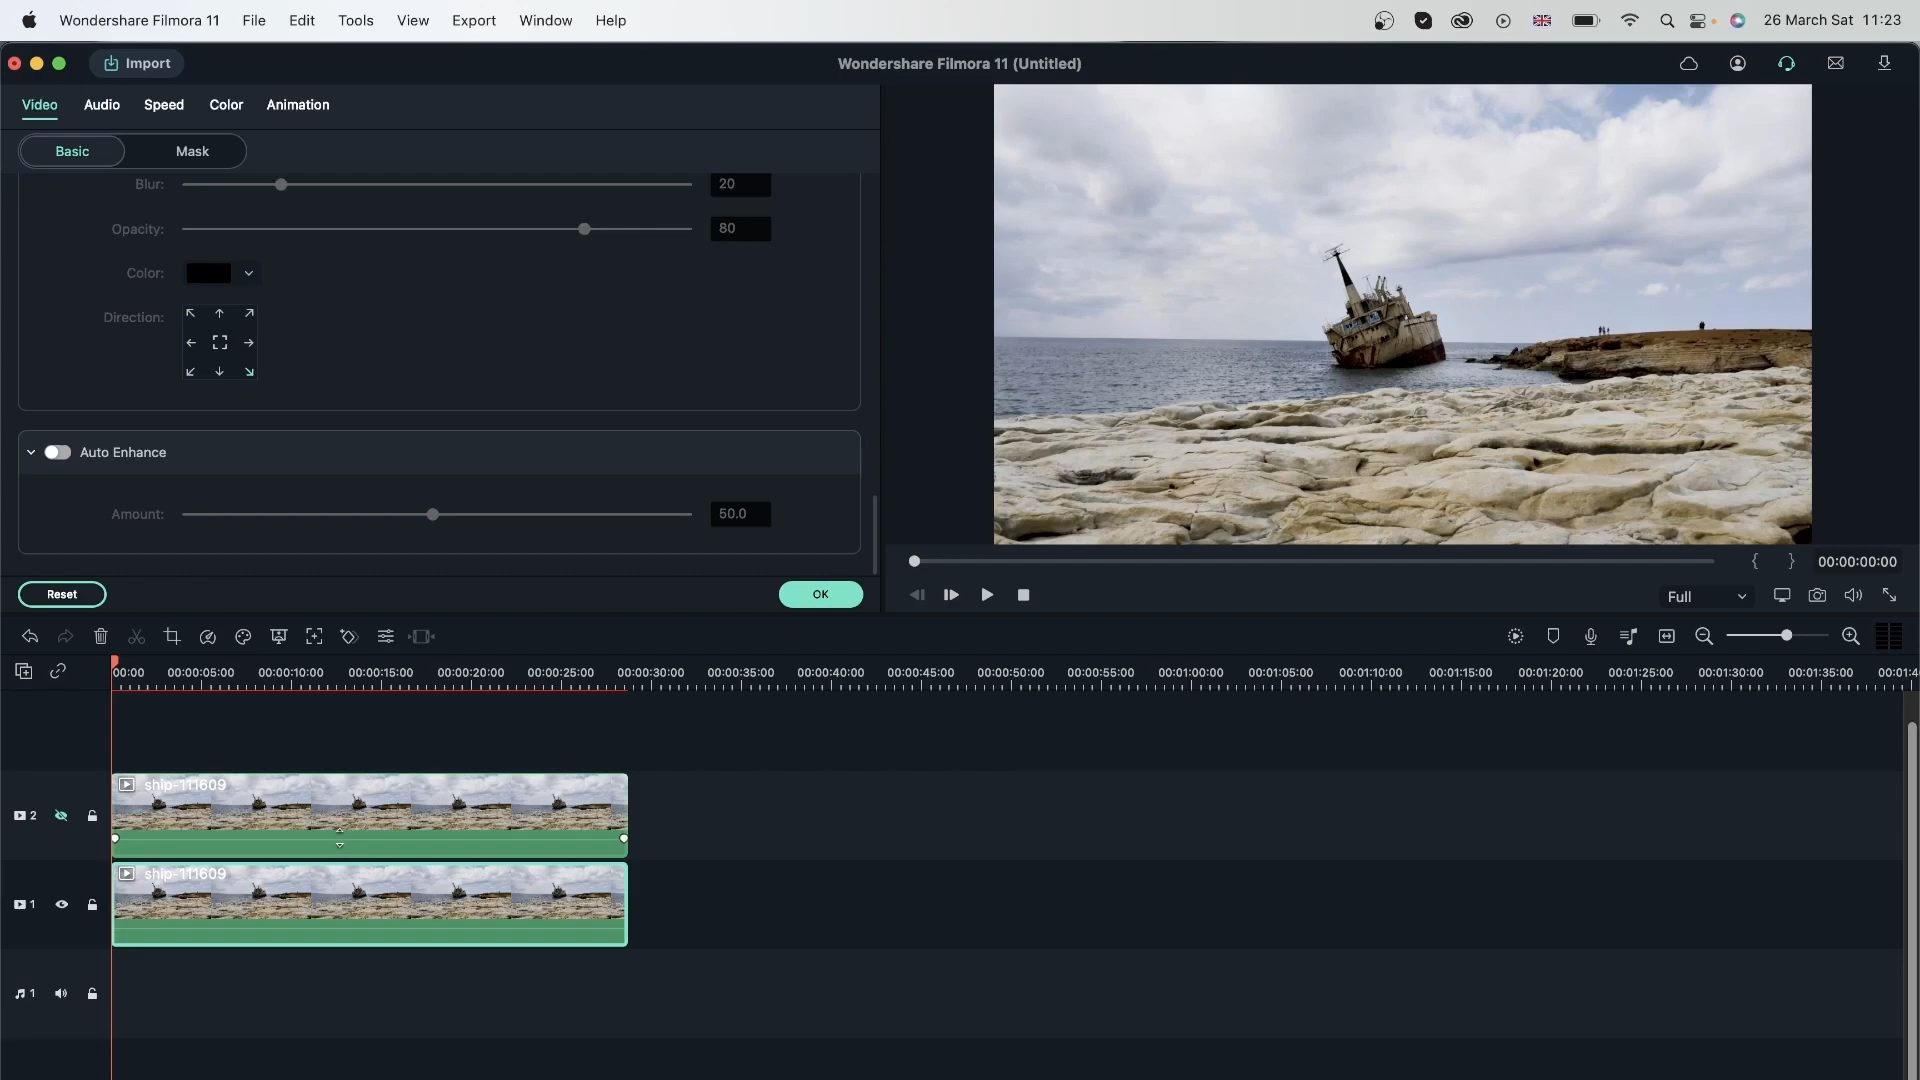 Wondershare Filmora 11 File Edit Tools View Export Window Help 26 March Sat 11:23
Import Wondershare Filmora 11 (Untitled)
Video Audio Speed Color Animation
Basic Mask
Blur: 20
Opacity: 80
Color:
Direction:
Auto Enhance
Amount: 50.0
00:00:00:00
Reset OK Full
00:00 00:00:05:00 00:00:10:00 00:00:15:00 00:00:20:00 00:00:25:00 00:00:30:00 00:00:35:00 00:00:40:00 00:00:45:00 00:00:50:00 00:00:55:00 00:01:00:00 00:01:05:00 00:01:10:00 00:01:15:00 00:01:20:00 00:01:25:00 00:01:30:00 00:01:35:00 00:01:4
ship-111609
2
ship-111609
1
1